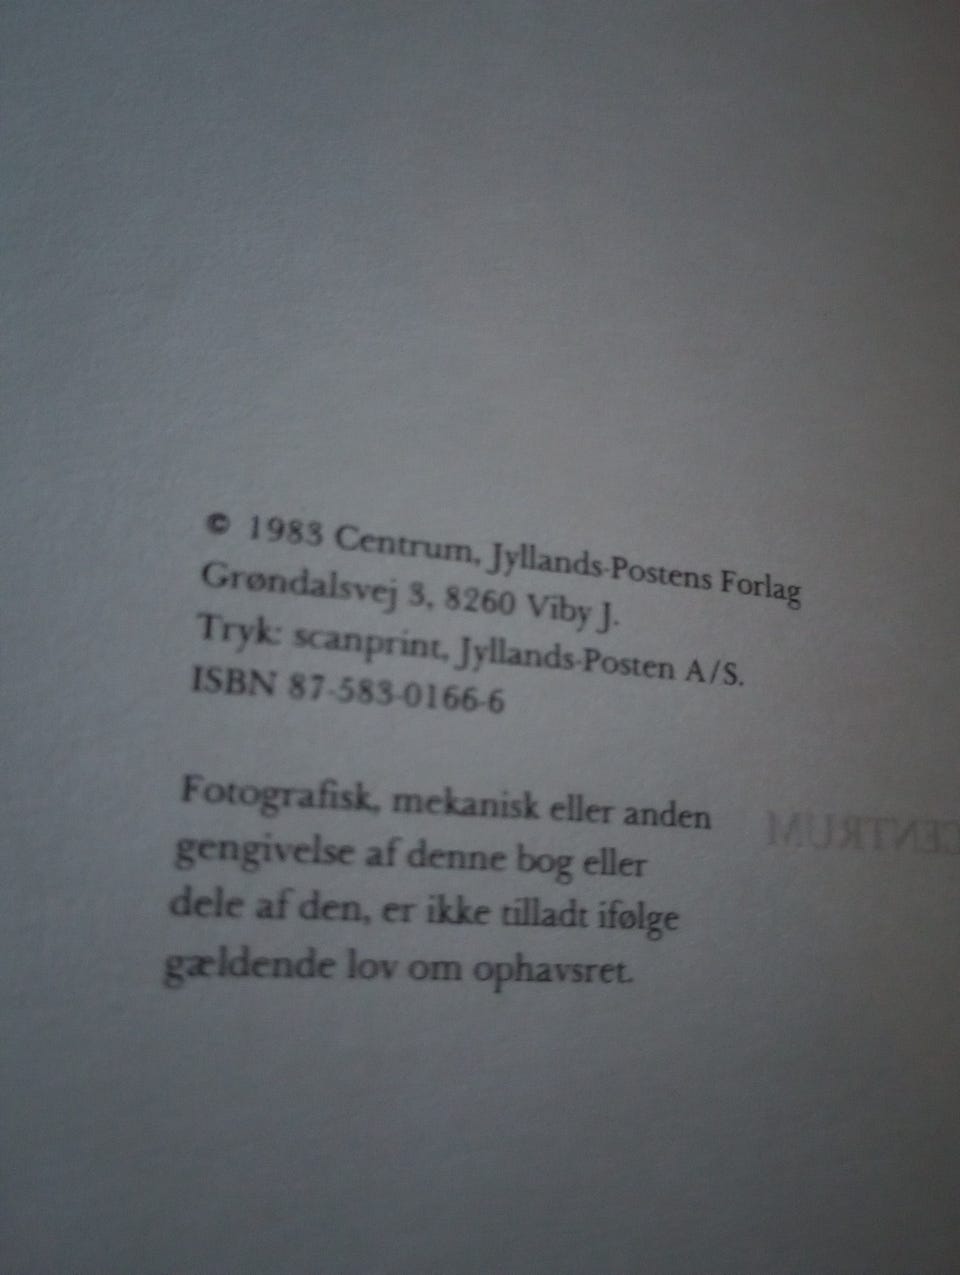 © 1983 Centrum, Jyllands-Postens Forlag
Grøndalsvej 3, 8260 Viby J.
Tryk: scanprint, Jyllands-Posten A/S.
ISBN 87-583-0166-6
Fotografisk, mekanisk eller anden
gengivelse af denne bog eller
dele af den, er ikke tilladt ifølge
gældende lov om ophavsret.
CENTRUM